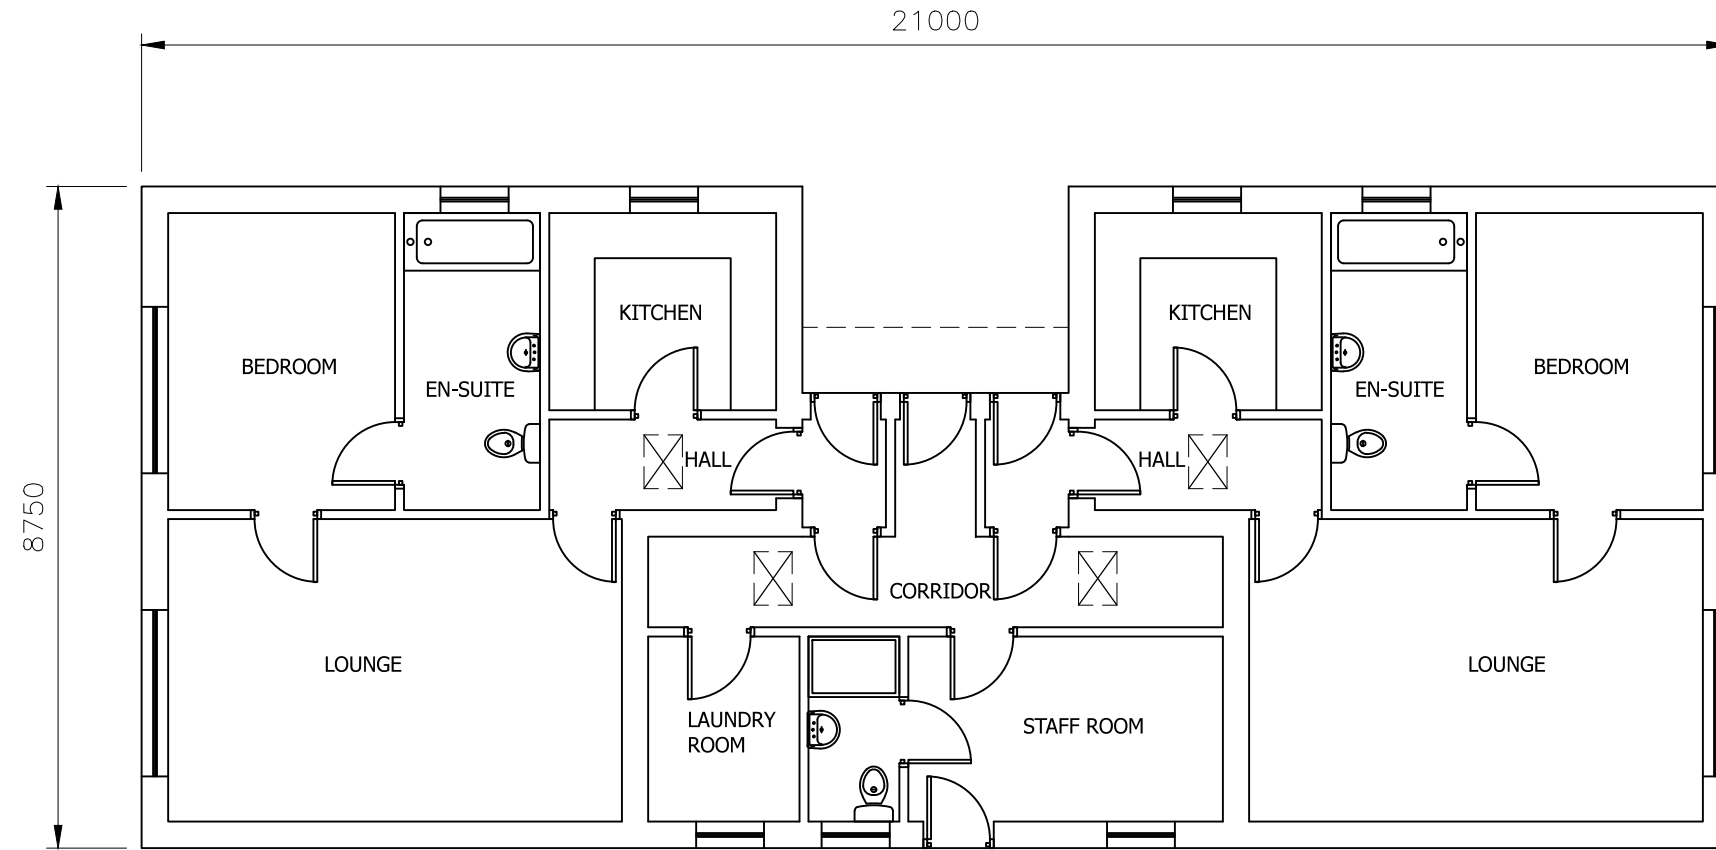 21000
KITCHEN
KITCHEN
BEDROOM
BEDROOM
EN-SUITE
EN-SUITE
HALL
HALL
8750
CORRIDOR
LOUNGE
LOUNGE
LAUNDRY
ROOM
STAFF ROOM